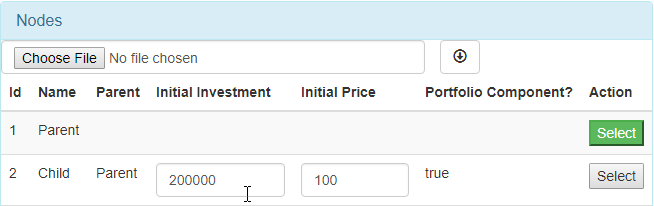 Nodes
Choose File No file chosen
Id Name Parent Initial Investment Initial Price Portfolio Component? Action
1 Parent Select
2 Child Parent 200000 100 true Select